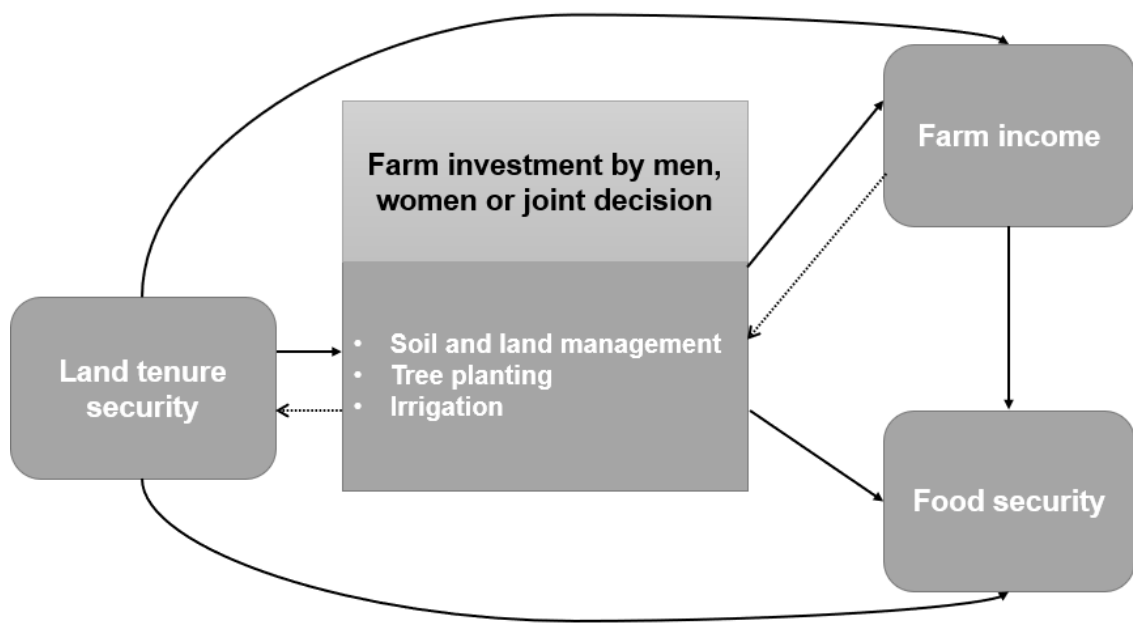 Farm income
Farm investment by men,
women or joint decision
Land tenure
security
• Soil and land management
• Tree planting
• Irrigation
Food security